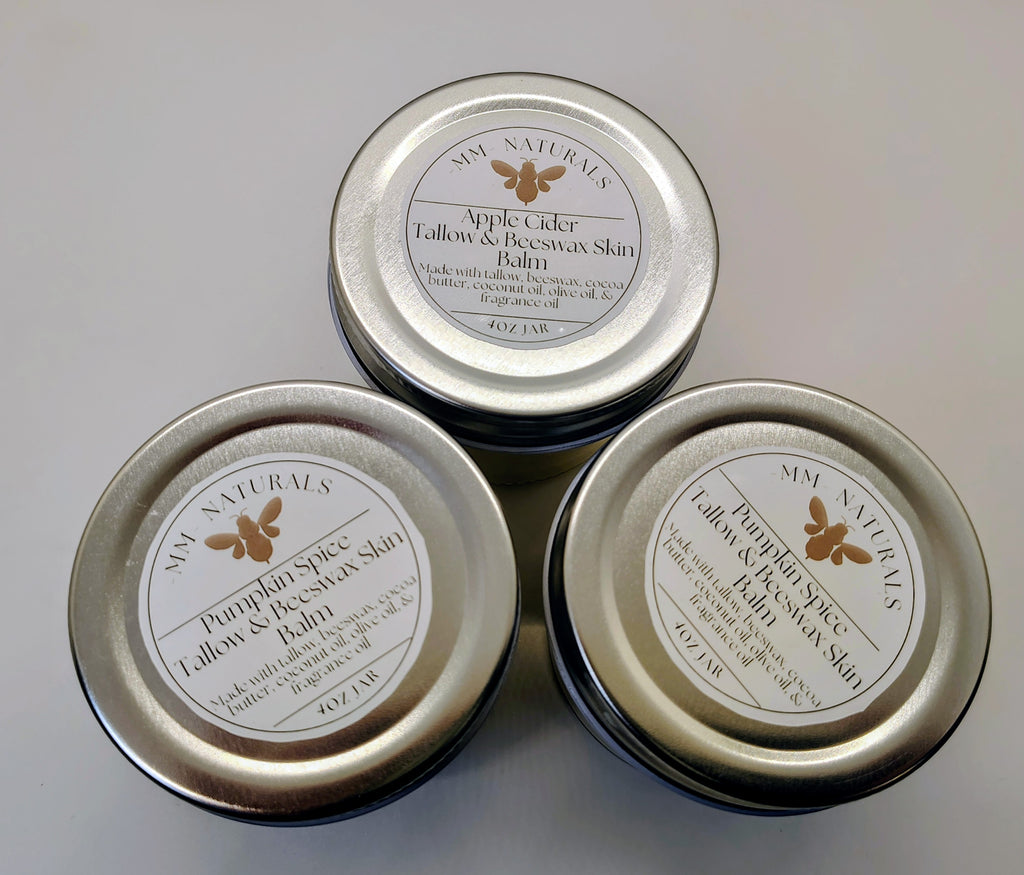 -MM- NATURALS
Apple Cider
Tallow & Beeswax Skin
Balm
Made with tallow, beeswax, cocoa
butter, coconut oil, olive oil, &
fragrance oil
4OZ JAR
-MM- NATURALS
Pumpkin Spice
Tallow & Beeswax Skin
Balm
Made with tallow, beeswax, cocoa
butter, coconut oil, olive oil, &
fragrance oil
4OZ JAR
-MM- NATURALS
Pumpkin Spice
Tallow & Beeswax Skin
Balm
Made with tallow, beeswax, cocoa
butter, coconut oil, olive oil, &
fragrance oil
4OZ JAR